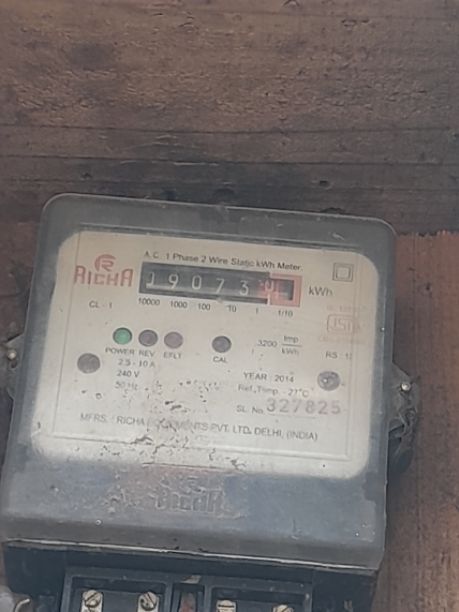 A.C. 1 Phase 2 Wire Static kWh Meter.
RICHA
19073
kWh
CL - 1
10000 1000 100 10 1 1/10
ISI
3200 Imp/kWh
POWER REV EFLT
CAL
2.5 - 10 A
240 V
50 Hz
YEAR 2014
Ref. Temp. - 27°C
SL. No. 327825
MFRS. : RICHA PVT. LTD. DELHI, (INDIA)
RICHA